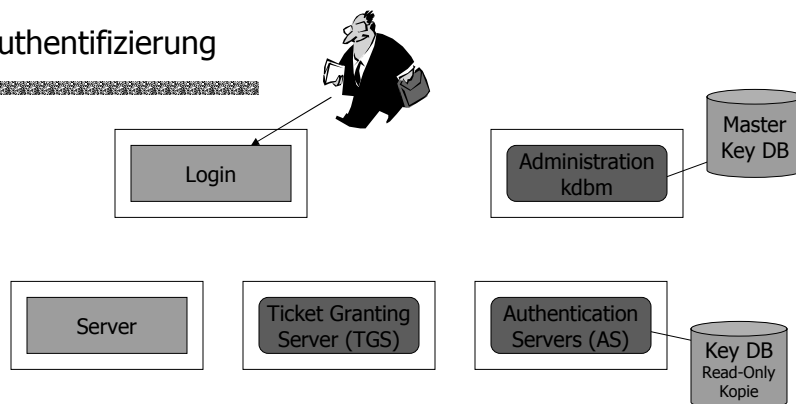 uthentifizierung
Login
Administration
kdbm
Master
Key DB
Server
Ticket Granting
Server (TGS)
Authentication
Servers (AS)
Key DB
Read-Only
Kopie